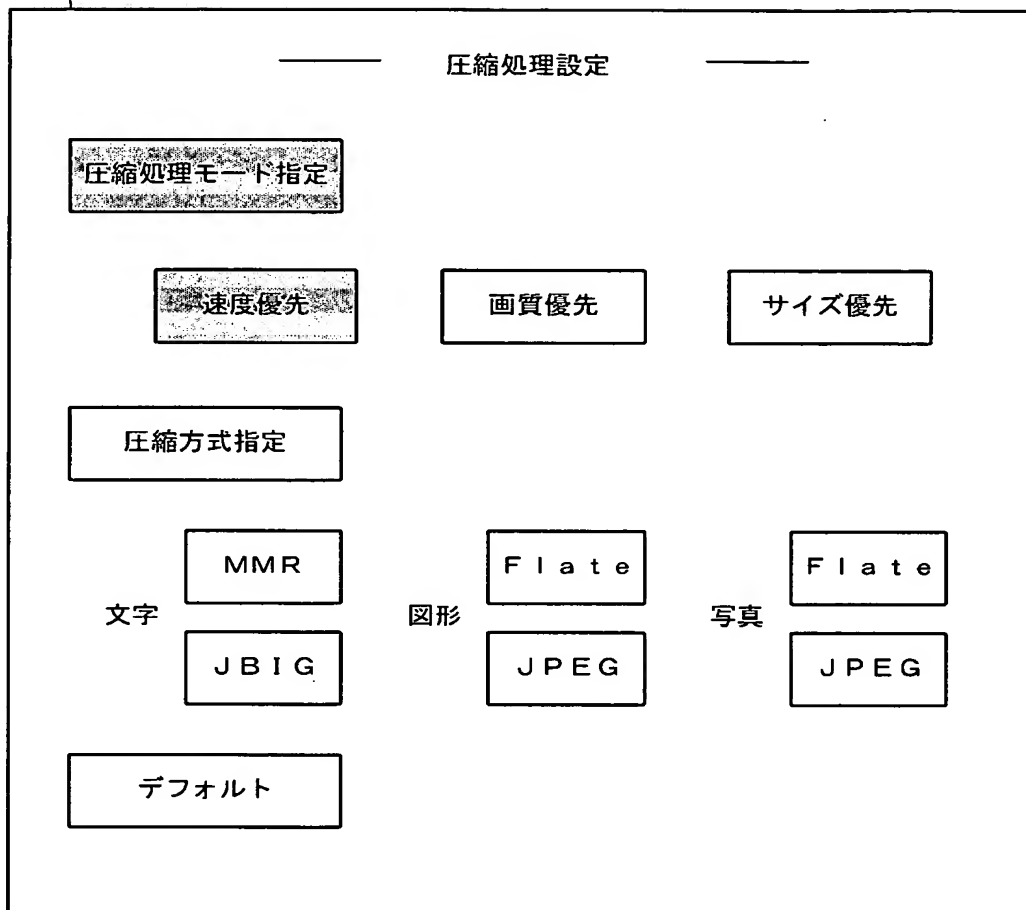 圧縮処理設定
圧縮処理モード指定
速度優先 画質優先 サイズ優先
圧縮方式指定
MMR Flate Flate
文字 図形 写真
JBIG JPEG JPEG
デフォルト